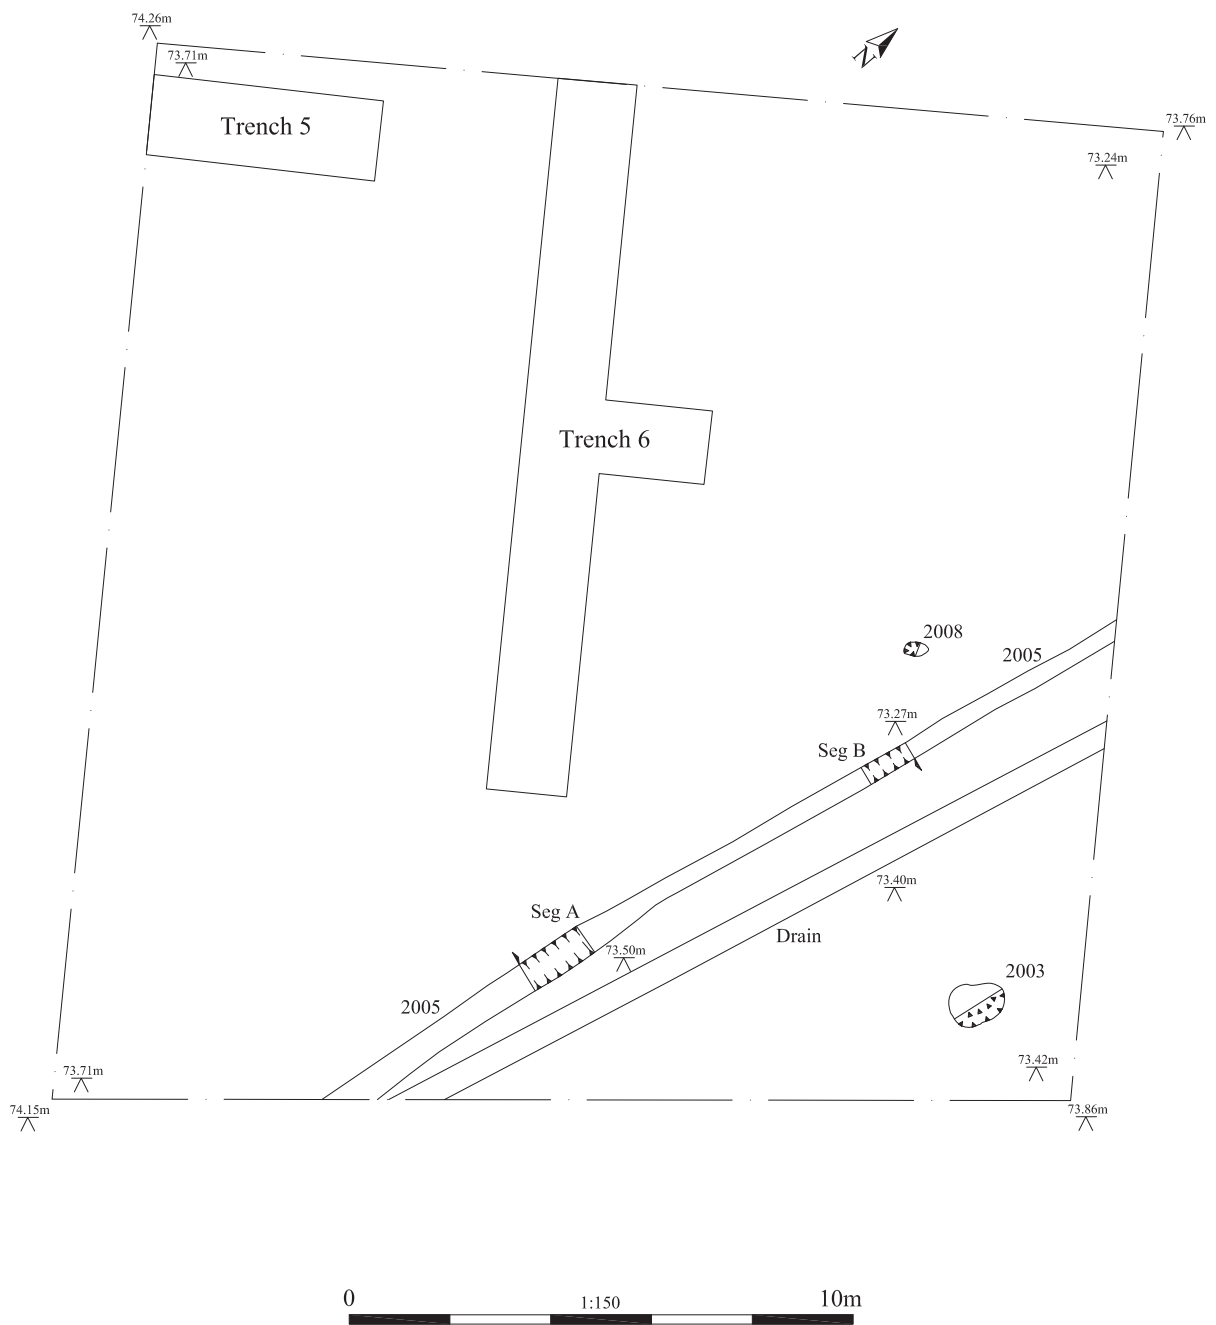 74.26m
73.71m
N
Trench 5
73.76m
73.24m
Trench 6
2008
2005
73.27m
Seg B
73.40m
Seg A
Drain
73.50m
2003
2005
73.42m
73.71m
74.15m
73.86m
0
1:150
10m